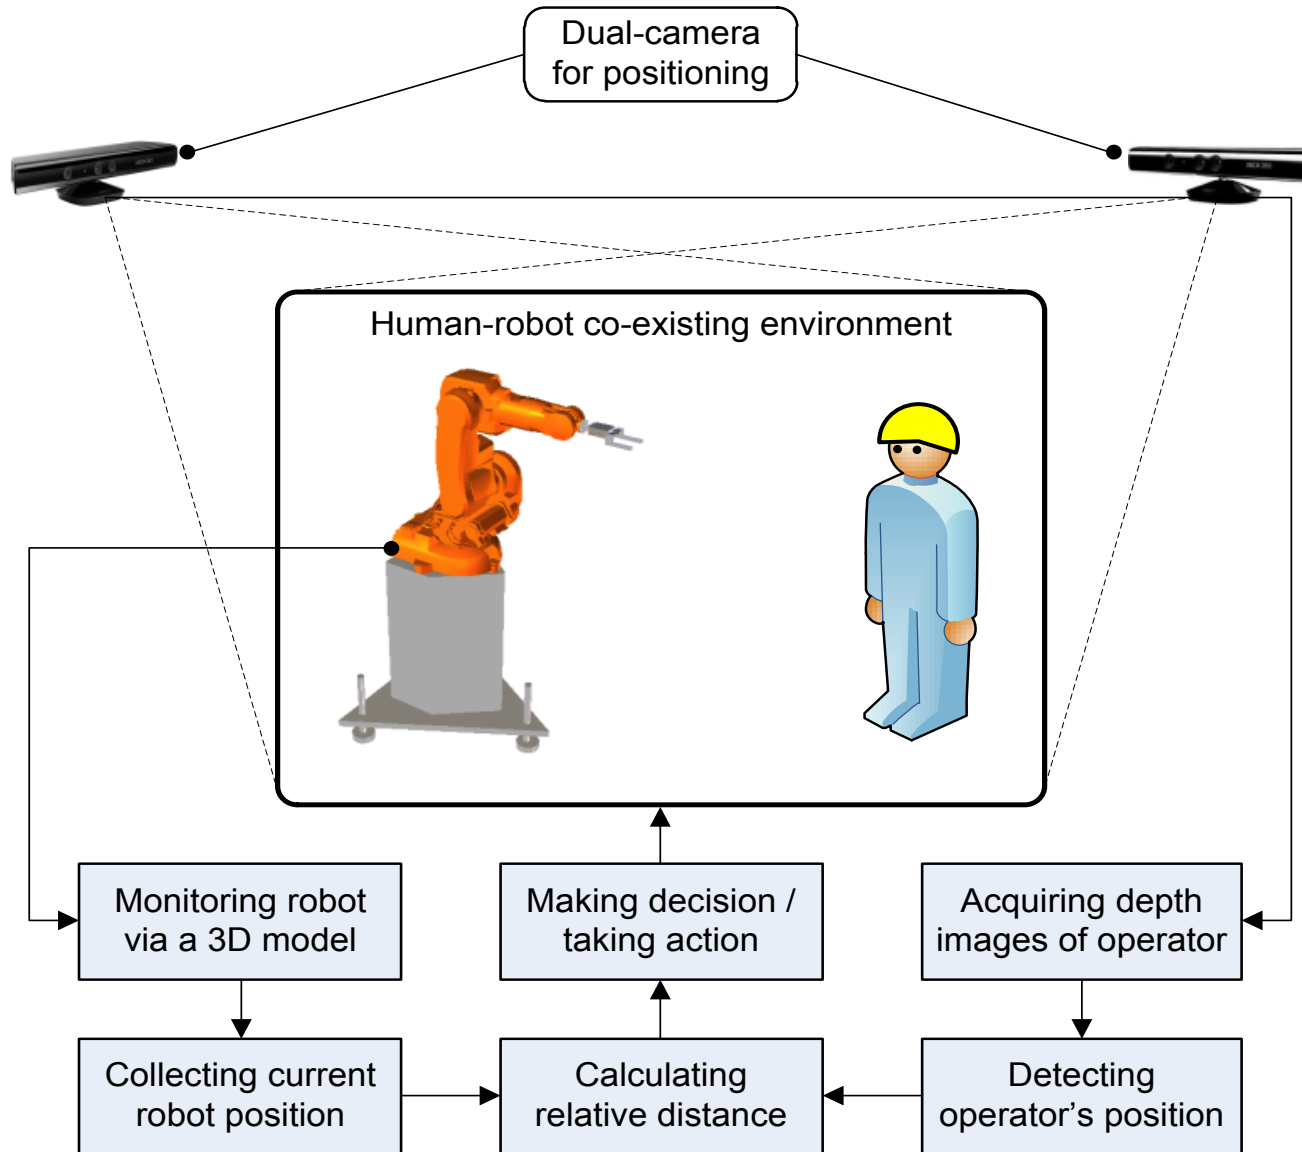 Dual-camera
for positioning
Human-robot co-existing environment
Monitoring robot
via a 3D model
Making decision /
taking action
Acquiring depth
images of operator
Collecting current
robot position
Calculating
relative distance
Detecting
operator’s position